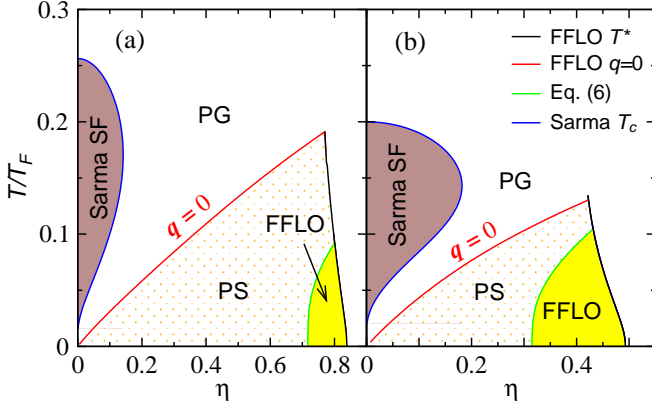 (a)
Sarma SF
PG
q = 0
FFLO
PS
0.3
0.2
0.1
0
T/T_F
0
0.2
0.4
0.6
0.8
η
(b)
FFLO T*
FFLO q=0
Eq. (6)
Sarma T_c
Sarma SF
PG
q = 0
PS
FFLO
0
0.2
0.4
η